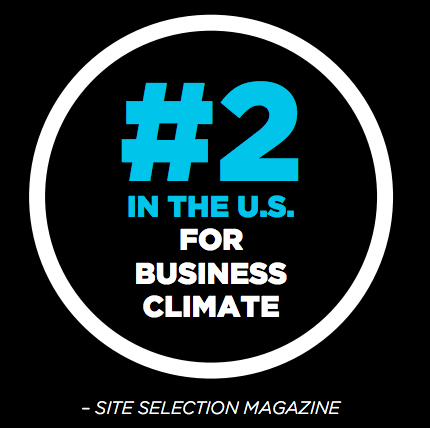 #2
IN THE U.S.
FOR
BUSINESS
CLIMATE
– SITE SELECTION MAGAZINE